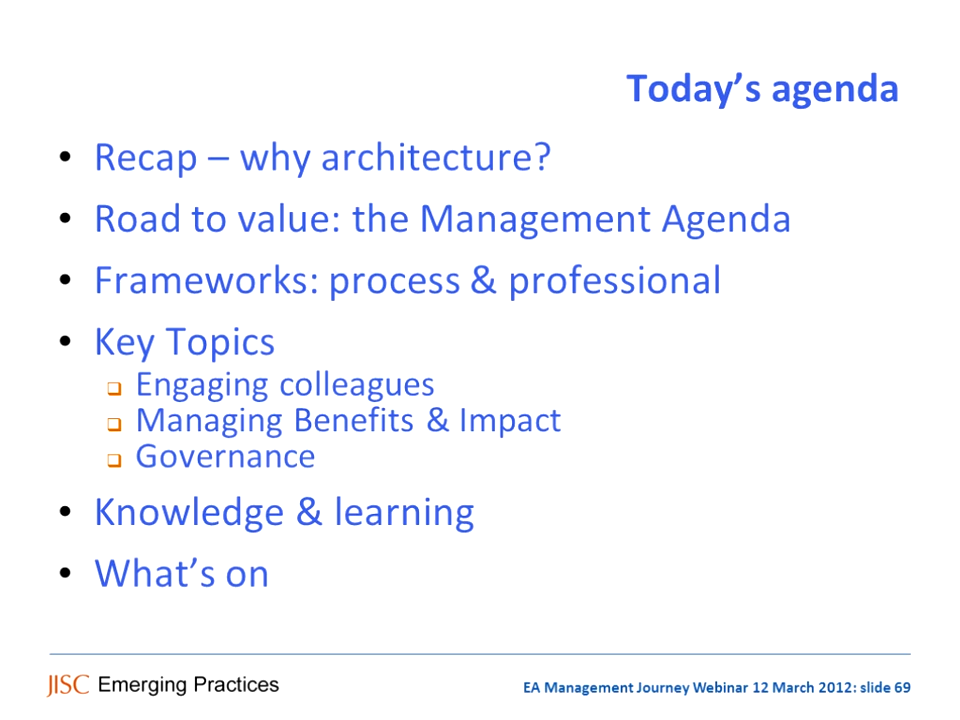 Today’s agenda
• Recap – why architecture?
• Road to value: the Management Agenda
• Frameworks: process & professional
• Key Topics
❑ Engaging colleagues
❑ Managing Benefits & Impact
❑ Governance
• Knowledge & learning
• What’s on
JISC Emerging Practices
EA Management Journey Webinar 12 March 2012: slide 69